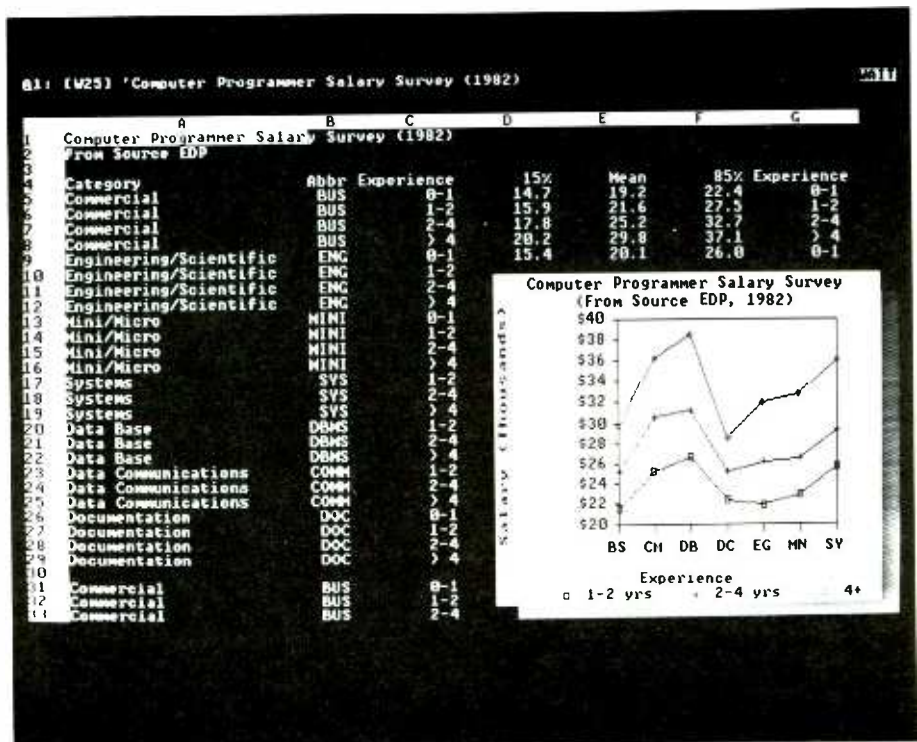 A1: [W25] 'Computer Programmer Salary Survey (1982) WAIT
A B C D E F G
1 Computer Programmer Salary Survey (1982)
2 From Source EDP
3
4 Category Abbr Experience 15% Mean 85% Experience
5 Commercial BUS 0-1 14.7 19.2 22.4 0-1
6 Commercial BUS 1-2 15.9 21.6 27.5 1-2
7 Commercial BUS 2-4 17.8 25.2 32.7 2-4
8 Commercial BUS > 4 20.2 29.8 37.1 > 4
9 Engineering/Scientific ENG 0-1 15.4 20.1 26.0 0-1
10 Engineering/Scientific ENG 1-2
11 Engineering/Scientific ENG 2-4
12 Engineering/Scientific ENG > 4
13 Mini/Micro MINI 0-1
14 Mini/Micro MINI 1-2
15 Mini/Micro MINI 2-4
16 Mini/Micro MINI > 4
17 Systems SYS 1-2
18 Systems SYS 2-4
19 Systems SYS > 4
20 Data Base DBMS 1-2
21 Data Base DBMS 2-4
22 Data Base DBMS > 4
23 Data Communications COMM 1-2
24 Data Communications COMM 2-4
25 Data Communications COMM > 4
26 Documentation DOC 0-1
27 Documentation DOC 1-2
28 Documentation DOC 2-4
29 Documentation DOC > 4
30
31 Commercial BUS 0-1
32 Commercial BUS 1-2
33 Commercial BUS 2-4
Computer Programmer Salary Survey
(From Source EDP, 1982)
Salary (Thousands)
$40
$38
$36
$34
$32
$30
$28
$26
$24
$22
$20
BS CM DB DC EG MN SY
Experience
1-2 yrs 2-4 yrs 4+